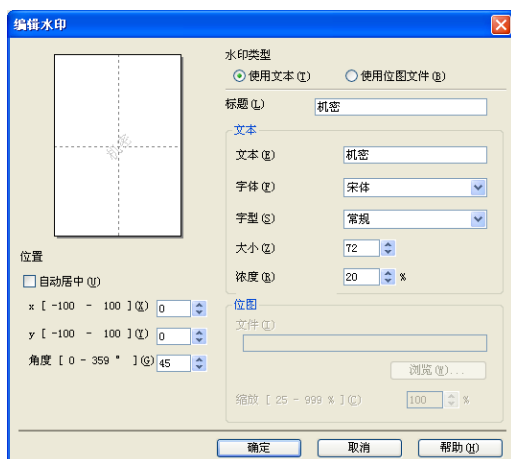 编辑水印
机密
水印类型
使用文本(T)
使用位图文件(B)
标题(L) 机密
文本
文本(E) 机密
字体(F) 宋体
字型(S) 常规
大小(Z) 72
浓度(R) 20 %
位置
自动居中(U)
x [ -100 - 100 ](X) 0
y [ -100 - 100 ](Y) 0
角度 [ 0 - 359 ° ](G) 45
位图
文件(I)
浏览(W)...
缩放 [ 25 - 999 % ](C) 100 %
确定
取消
帮助(H)